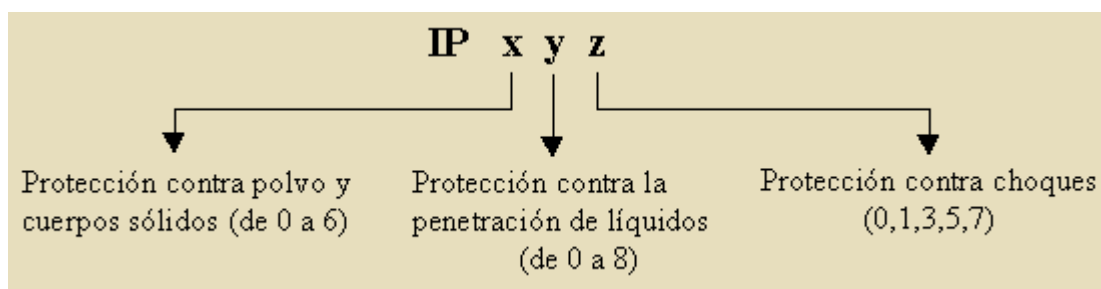 IP x y z
Protección contra polvo y
cuerpos sólidos (de 0 a 6)
Protección contra la
penetración de líquidos
(de 0 a 8)
Protección contra choques
(0,1,3,5,7)